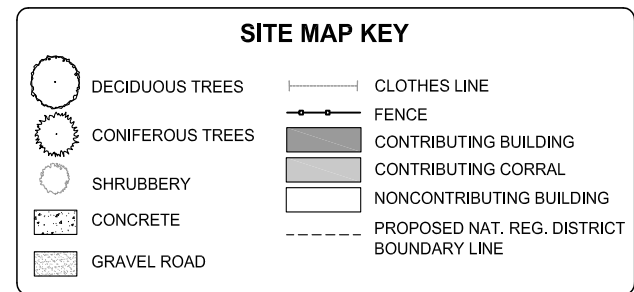 SITE MAP KEY
DECIDUOUS TREES
CONIFEROUS TREES
SHRUBBERY
CONCRETE
GRAVEL ROAD
CLOTHES LINE
FENCE
CONTRIBUTING BUILDING
CONTRIBUTING CORRAL
NONCONTRIBUTING BUILDING
PROPOSED NAT. REG. DISTRICT
BOUNDARY LINE